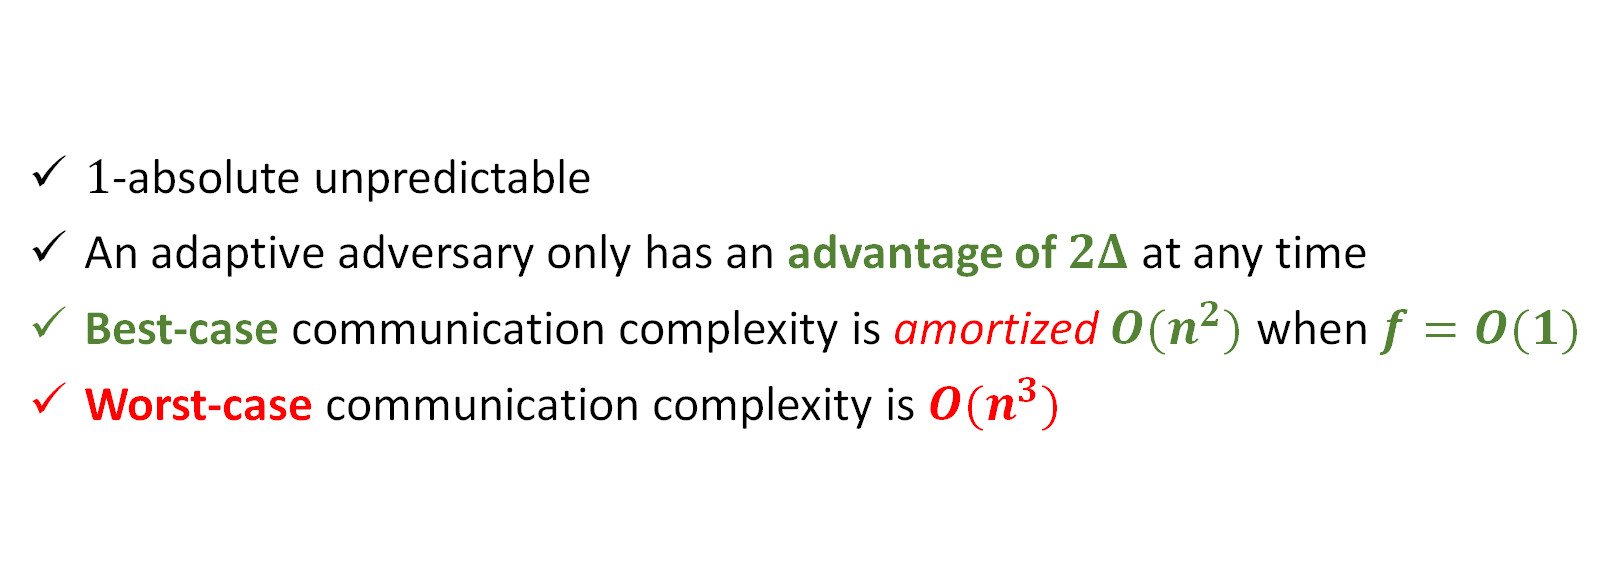 ✓ 1-absolute unpredictable
✓ An adaptive adversary only has an advantage of 2Δ at any time
✓ Best-case communication complexity is amortized O(n²) when f = O(1)
✓ Worst-case communication complexity is O(n³)